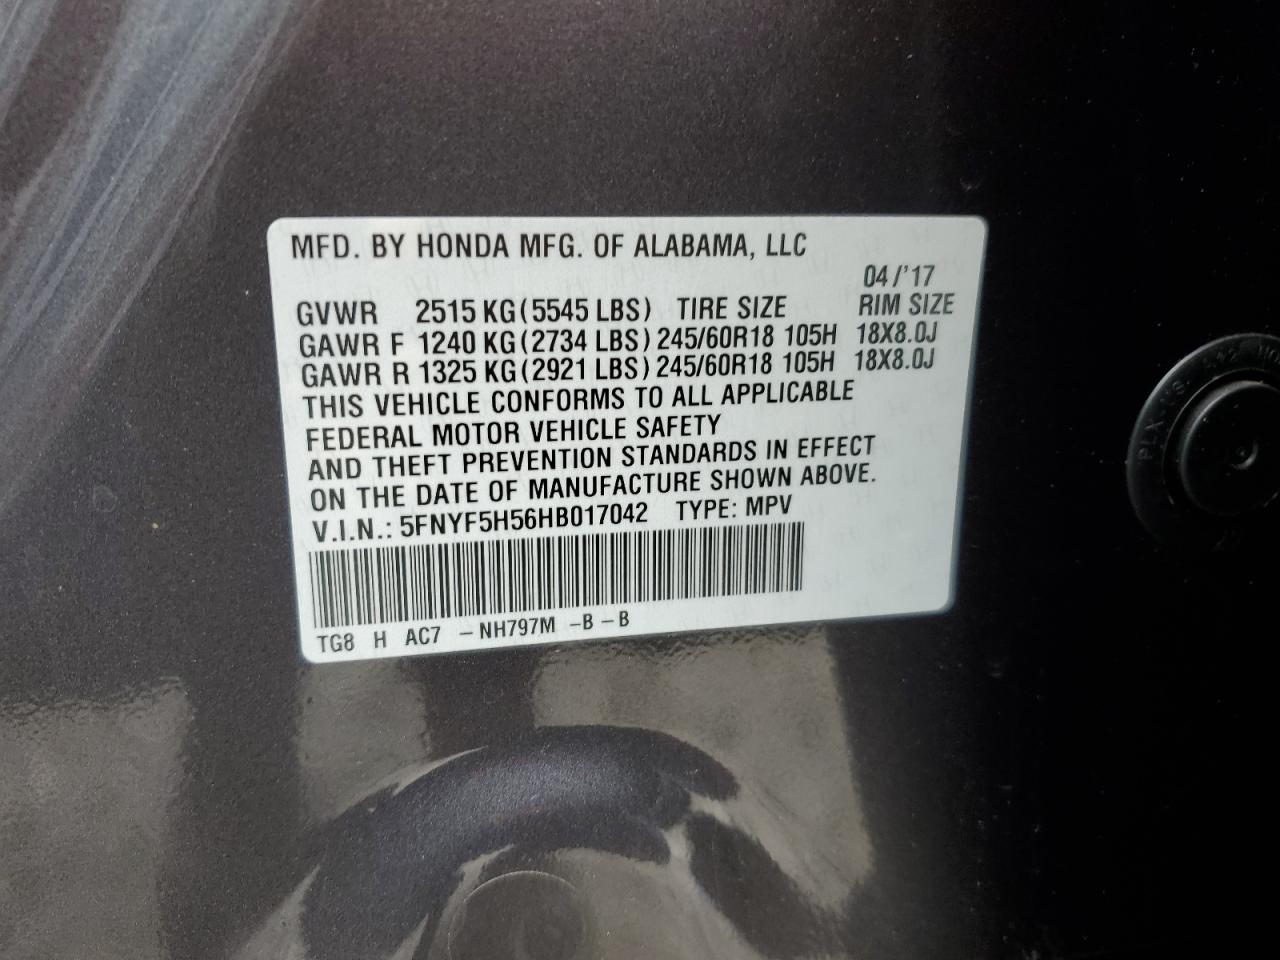 MFD. BY HONDA MFG. OF ALABAMA, LLC
04/'17
GVWR 2515 KG(5545 LBS) TIRE SIZE RIM SIZE
GAWR F 1240 KG(2734 LBS) 245/60R18 105H 18X8.0J
GAWR R 1325 KG(2921 LBS) 245/60R18 105H 18X8.0J
THIS VEHICLE CONFORMS TO ALL APPLICABLE
FEDERAL MOTOR VEHICLE SAFETY
AND THEFT PREVENTION STANDARDS IN EFFECT
ON THE DATE OF MANUFACTURE SHOWN ABOVE.
V.I.N.: 5FNYF5H56HB017042 TYPE: MPV
TG8 H AC7 -NH797M -B-B